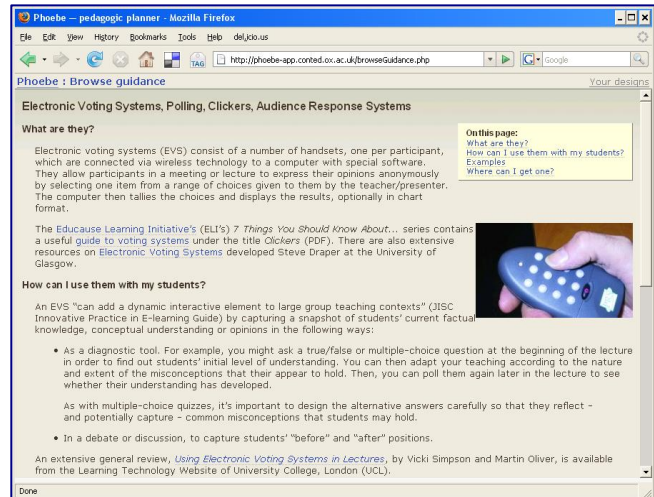 Phoebe — pedagogic planner - Mozilla Firefox
File Edit View History Bookmarks Tools Help del.icio.us
TAG http://phoebe-app.conted.ox.ac.uk/browseGuidance.php G Google
Phoebe : Browse guidance Your designs
Electronic Voting Systems, Polling, Clickers, Audience Response Systems
What are they?
On this page:
What are they?
How can I use them with my students?
Examples
Where can I get one?
Electronic voting systems (EVS) consist of a number of handsets, one per participant,
which are connected via wireless technology to a computer with special software.
They allow participants in a meeting or lecture to express their opinions anonymously
by selecting one item from a range of choices given to them by the teacher/presenter.
The computer then tallies the choices and displays the results, optionally in chart
format.
The Educause Learning Initiative's (ELI's) 7 Things You Should Know About... series contains
a useful guide to voting systems under the title Clickers (PDF). There are also extensive
resources on Electronic Voting Systems developed Steve Draper at the university of
Glasgow.
How can I use them with my students?
An EVS "can add a dynamic interactive element to large group teaching contexts" (JISC
Innovative Practice in E-learning Guide) by capturing a snapshot of students' current factual
knowledge, conceptual understanding or opinions in the following ways:
• As a diagnostic tool. For example, you might ask a true/false or multiple-choice question at the beginning of the lecture
in order to find out students' initial level of understanding. You can then adapt your teaching according to the nature
and extent of the misconceptions that their appear to hold. Then, you can poll them again later in the lecture to see
whether their understanding has developed.
As with multiple-choice quizzes, it's important to design the alternative answers carefully so that they reflect -
and potentially capture - common misconceptions that students may hold.
• In a debate or discussion, to capture students' "before" and "after" positions.
An extensive general review, Using Electronic Voting Systems in Lectures, by Vicki Simpson and Martin Oliver, is available
from the Learning Technology Website of University College, London (UCL).
Done